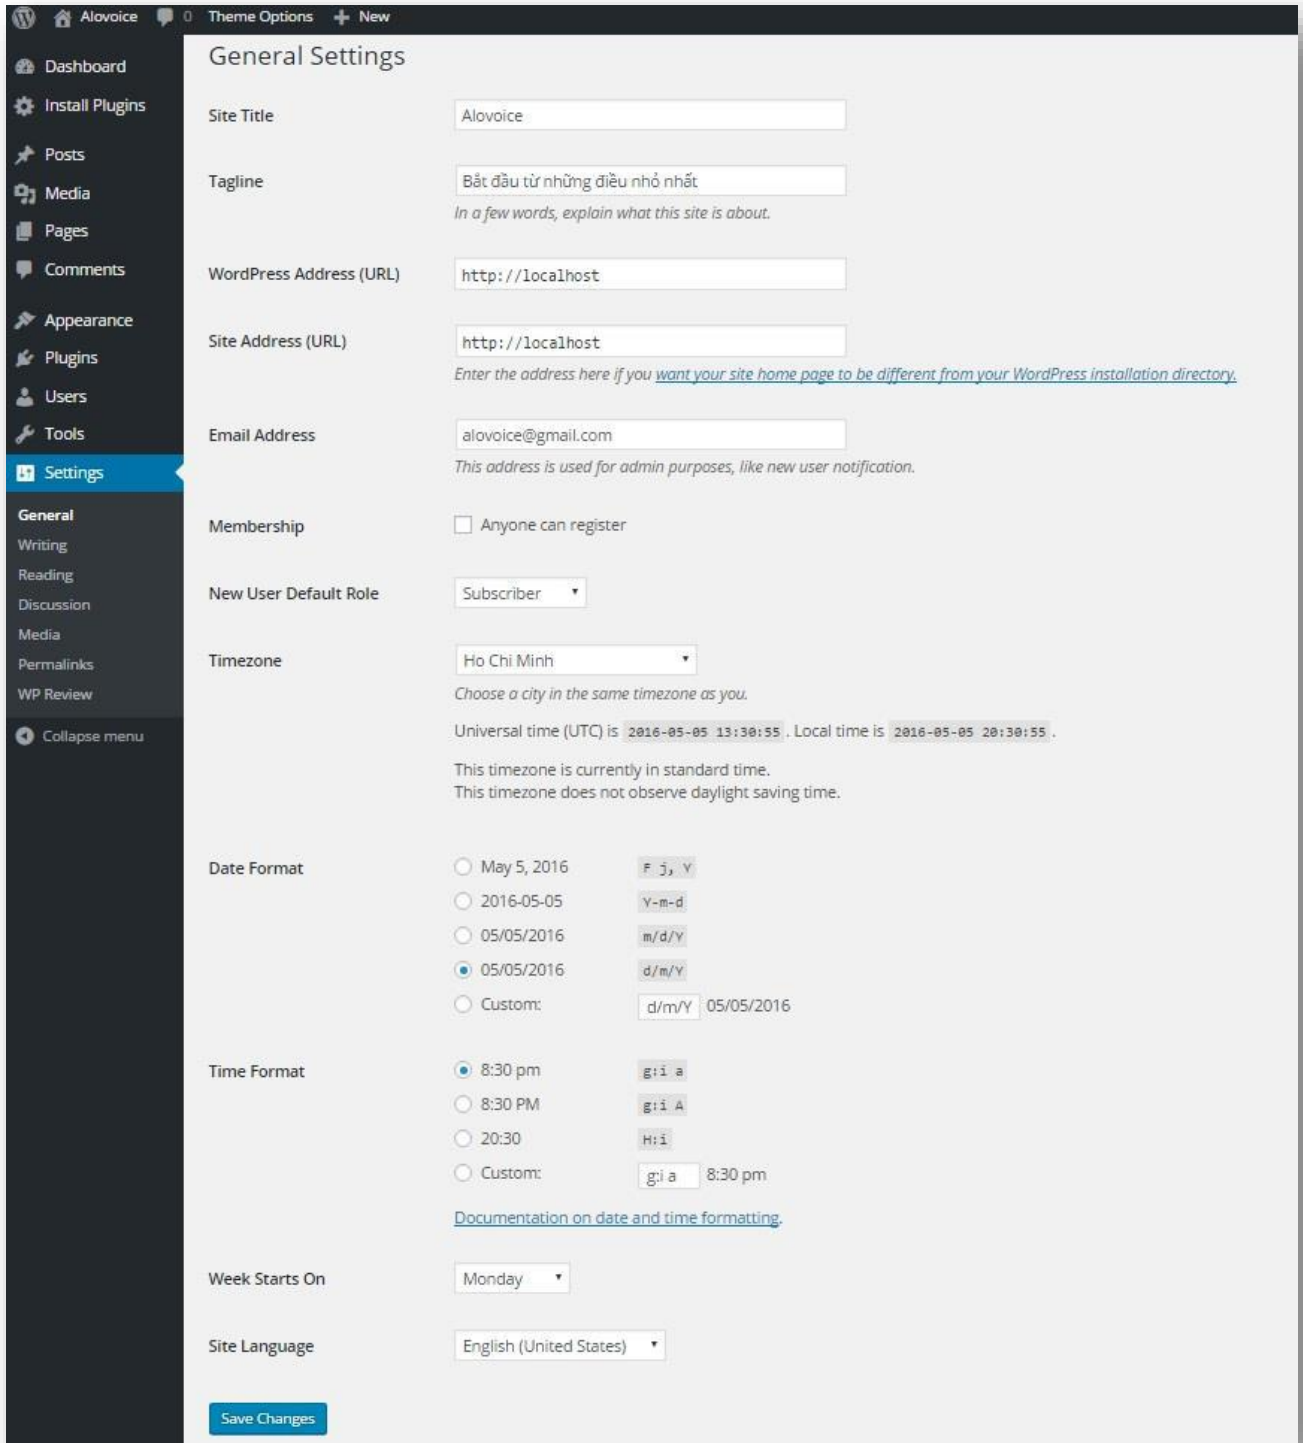 Alovoice 0 Theme Options New
Dashboard
Install Plugins
Posts
Media
Pages
Comments
Appearance
Plugins
Users
Tools
Settings
General
Writing
Reading
Discussion
Media
Permalinks
WP Review
Collapse menu
General Settings
Site Title Alovoice
Tagline Bắt đầu từ những điều nhỏ nhất
In a few words, explain what this site is about.
WordPress Address (URL) http://localhost
Site Address (URL) http://localhost
Enter the address here if you want your site home page to be different from your WordPress installation directory.
Email Address alovoice@gmail.com
This address is used for admin purposes, like new user notification.
Membership Anyone can register
New User Default Role Subscriber
Timezone Ho Chi Minh
Choose a city in the same timezone as you.
Universal time (UTC) is 2016-05-05 13:30:55 . Local time is 2016-05-05 20:30:55 .
This timezone is currently in standard time.
This timezone does not observe daylight saving time.
Date Format May 5, 2016 F j, Y
2016-05-05 Y-m-d
05/05/2016 m/d/Y
05/05/2016 d/m/Y
Custom: d/m/Y 05/05/2016
Time Format 8:30 pm g:i a
8:30 PM g:i A
20:30 H:i
Custom: g:i a 8:30 pm
Documentation on date and time formatting.
Week Starts On Monday
Site Language English (United States)
Save Changes